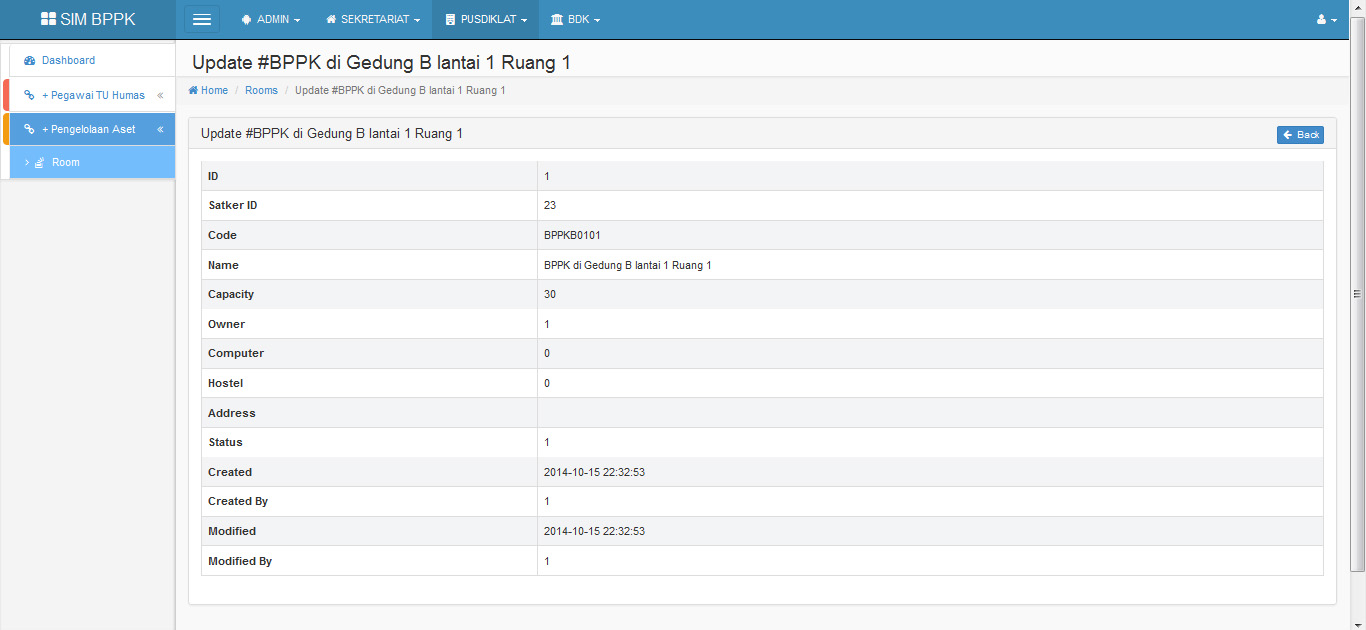 SIM BPPK
ADMIN
SEKRETARIAT
PUSDIKLAT
BDK
Dashboard
+ Pegawai TU Humas
+ Pengelolaan Aset
Room
Update #BPPK di Gedung B lantai 1 Ruang 1
Home / Rooms / Update #BPPK di Gedung B lantai 1 Ruang 1
Update #BPPK di Gedung B lantai 1 Ruang 1
Back
ID 1
Satker ID 23
Code BPPKB0101
Name BPPK di Gedung B lantai 1 Ruang 1
Capacity 30
Owner 1
Computer 0
Hostel 0
Address
Status 1
Created 2014-10-15 22:32:53
Created By 1
Modified 2014-10-15 22:32:53
Modified By 1